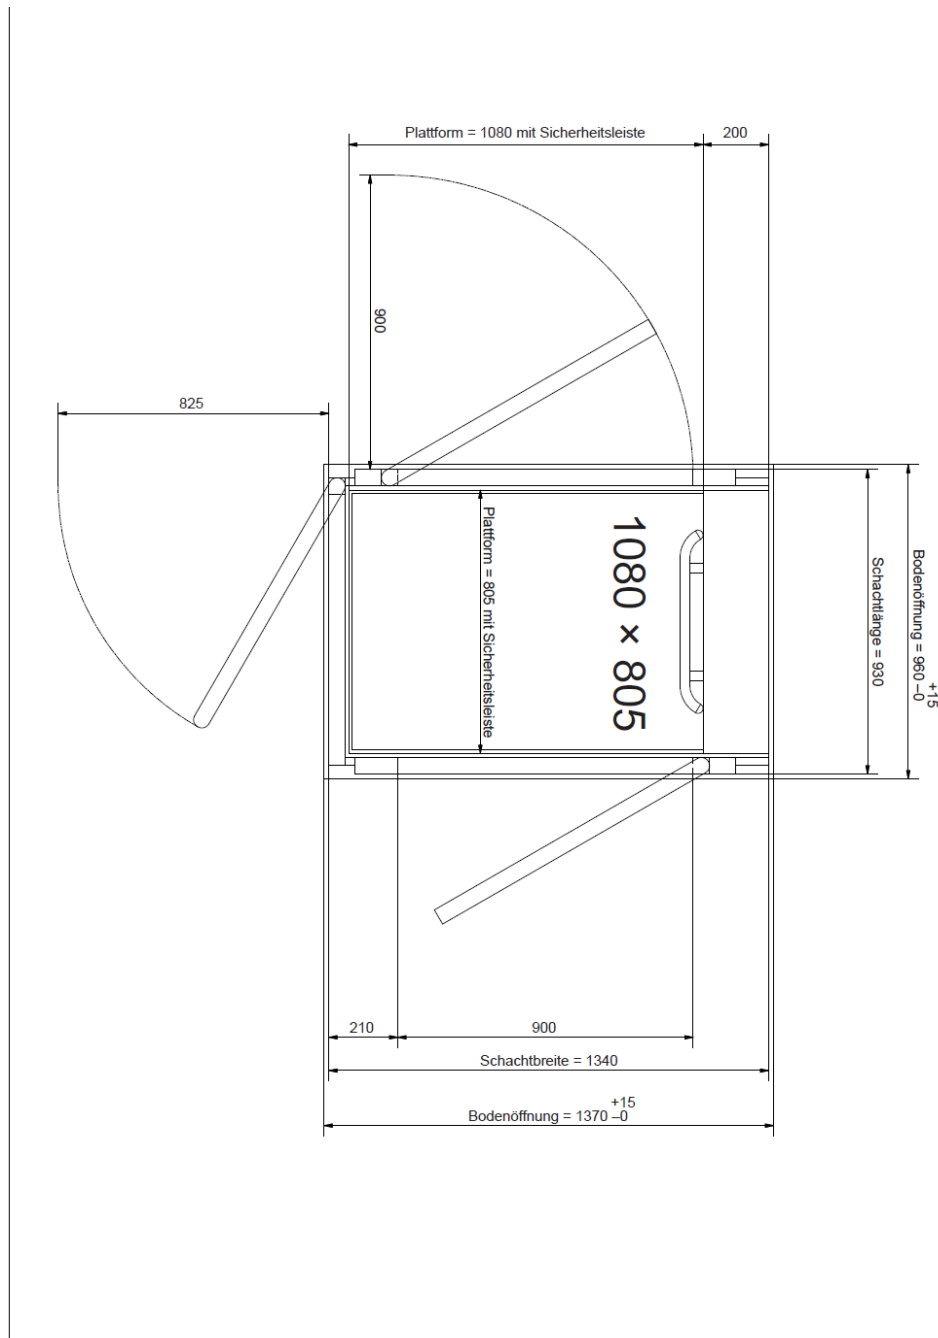 Plattform = 1080 mit Sicherheitsleiste
200
900
825
Plattform = 805 mit Sicherheitsleiste
1080 × 805
Schachtlänge = 930
Bodenöffnung = 960 +15 –0
210
900
Schachtbreite = 1340
Bodenöffnung = 1370 +15 –0